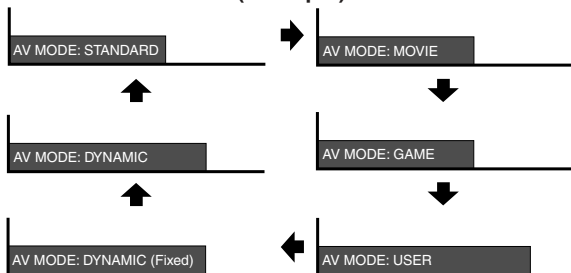 AV MODE: STANDARD
AV MODE: MOVIE
AV MODE: DYNAMIC
AV MODE: GAME
AV MODE: DYNAMIC (Fixed)
AV MODE: USER